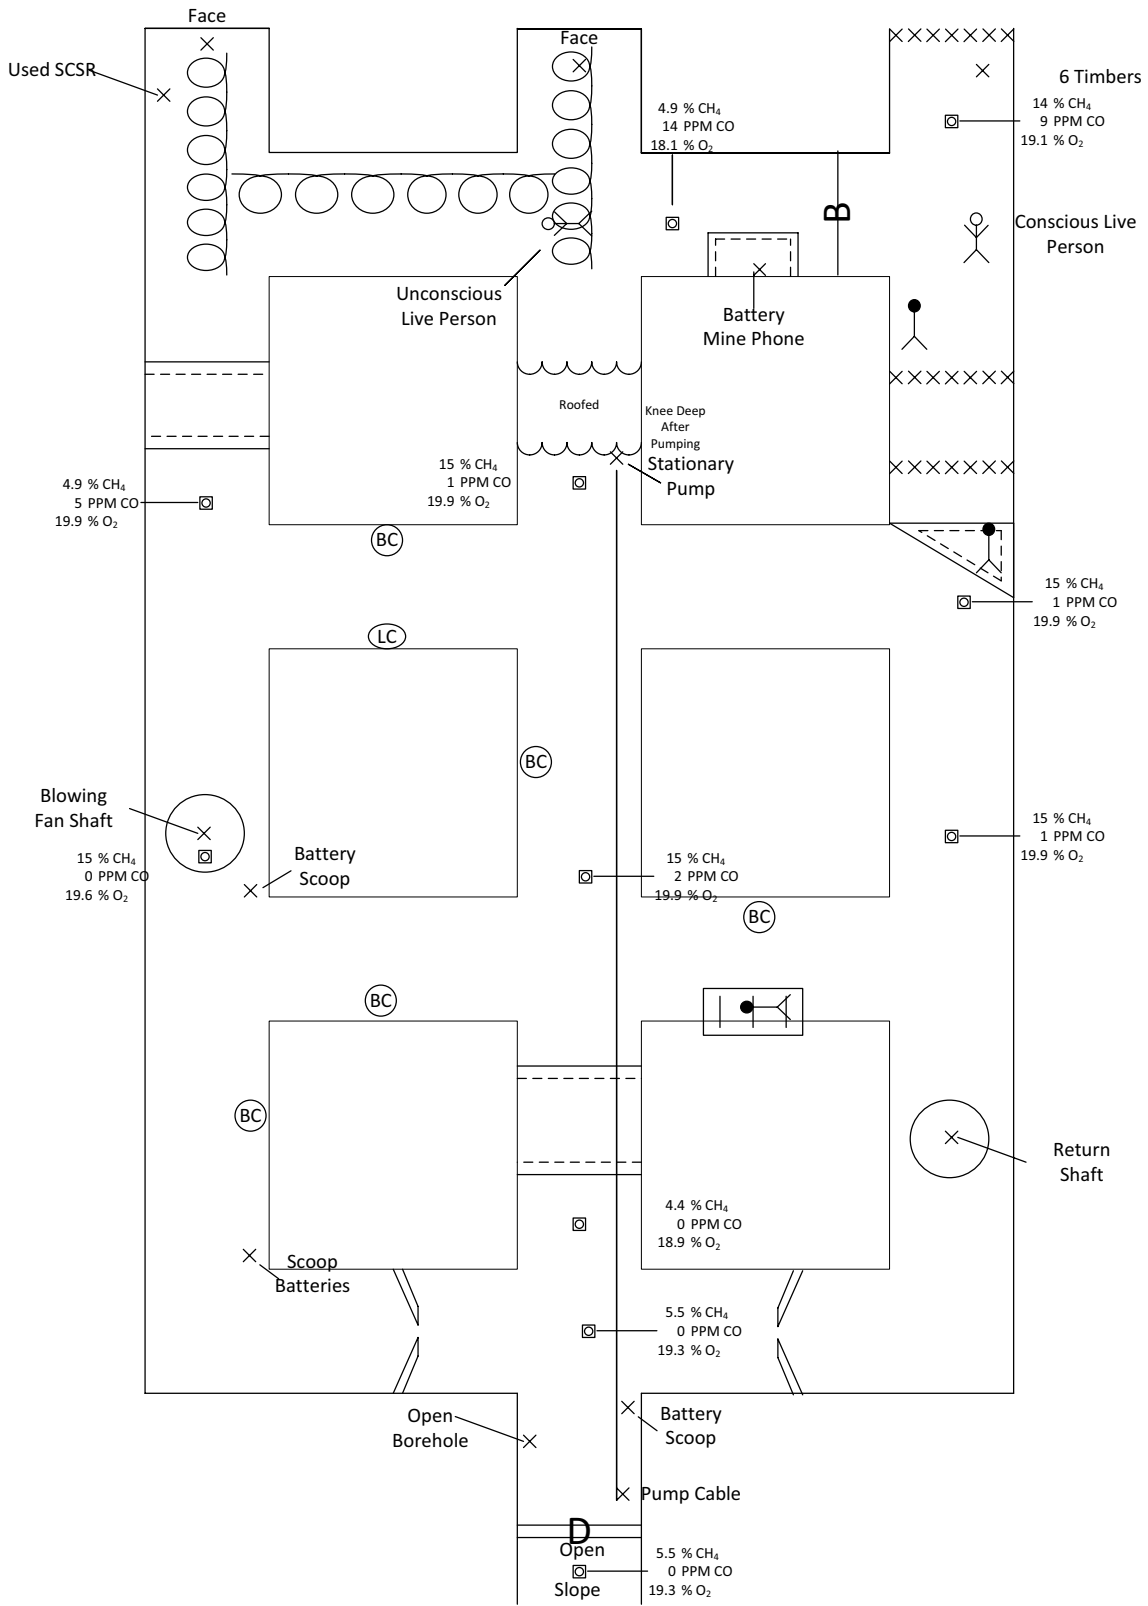 Face
Face
Used SCSR
6 Timbers
4.9 % CH₄
14 PPM CO
18.1 % O₂
14 % CH₄
9 PPM CO
19.1 % O₂
B
Conscious Live
Person
Unconscious
Live Person
Battery
Mine Phone
Roofed
Knee Deep
After
Pumping
Stationary
Pump
15 % CH₄
1 PPM CO
19.9 % O₂
4.9 % CH₄
5 PPM CO
19.9 % O₂
BC
15 % CH₄
1 PPM CO
19.9 % O₂
LC
BC
Blowing
Fan Shaft
15 % CH₄
0 PPM CO
19.6 % O₂
Battery
Scoop
15 % CH₄
2 PPM CO
19.9 % O₂
15 % CH₄
1 PPM CO
19.9 % O₂
BC
BC
BC
Return
Shaft
4.4 % CH₄
0 PPM CO
18.9 % O₂
Scoop
Batteries
5.5 % CH₄
0 PPM CO
19.3 % O₂
Open
Borehole
Battery
Scoop
Pump Cable
D
Open
Slope
5.5 % CH₄
0 PPM CO
19.3 % O₂